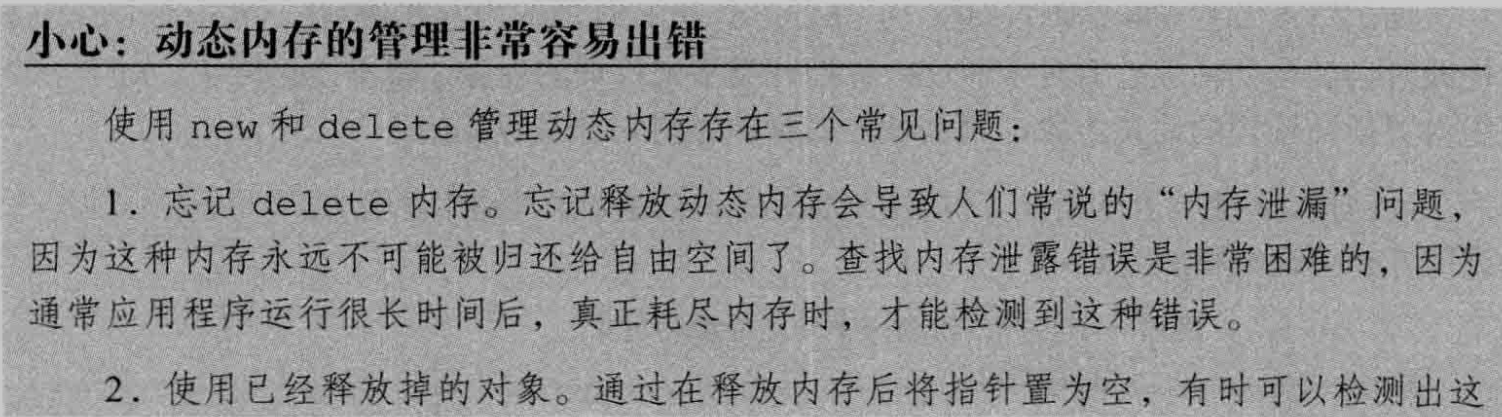 小心：动态内存的管理非常容易出错
使用 new 和 delete 管理动态内存存在三个常见问题：
1. 忘记 delete 内存。忘记释放动态内存会导致人们常说的“内存泄漏”问题，
因为这种内存永远不可能被归还给自由空间了。查找内存泄露错误是非常困难的，因为
通常应用程序运行很长时间后，真正耗尽内存时，才能检测到这种错误。
2. 使用已经释放掉的对象。通过在释放内存后将指针置为空，有时可以检测出这